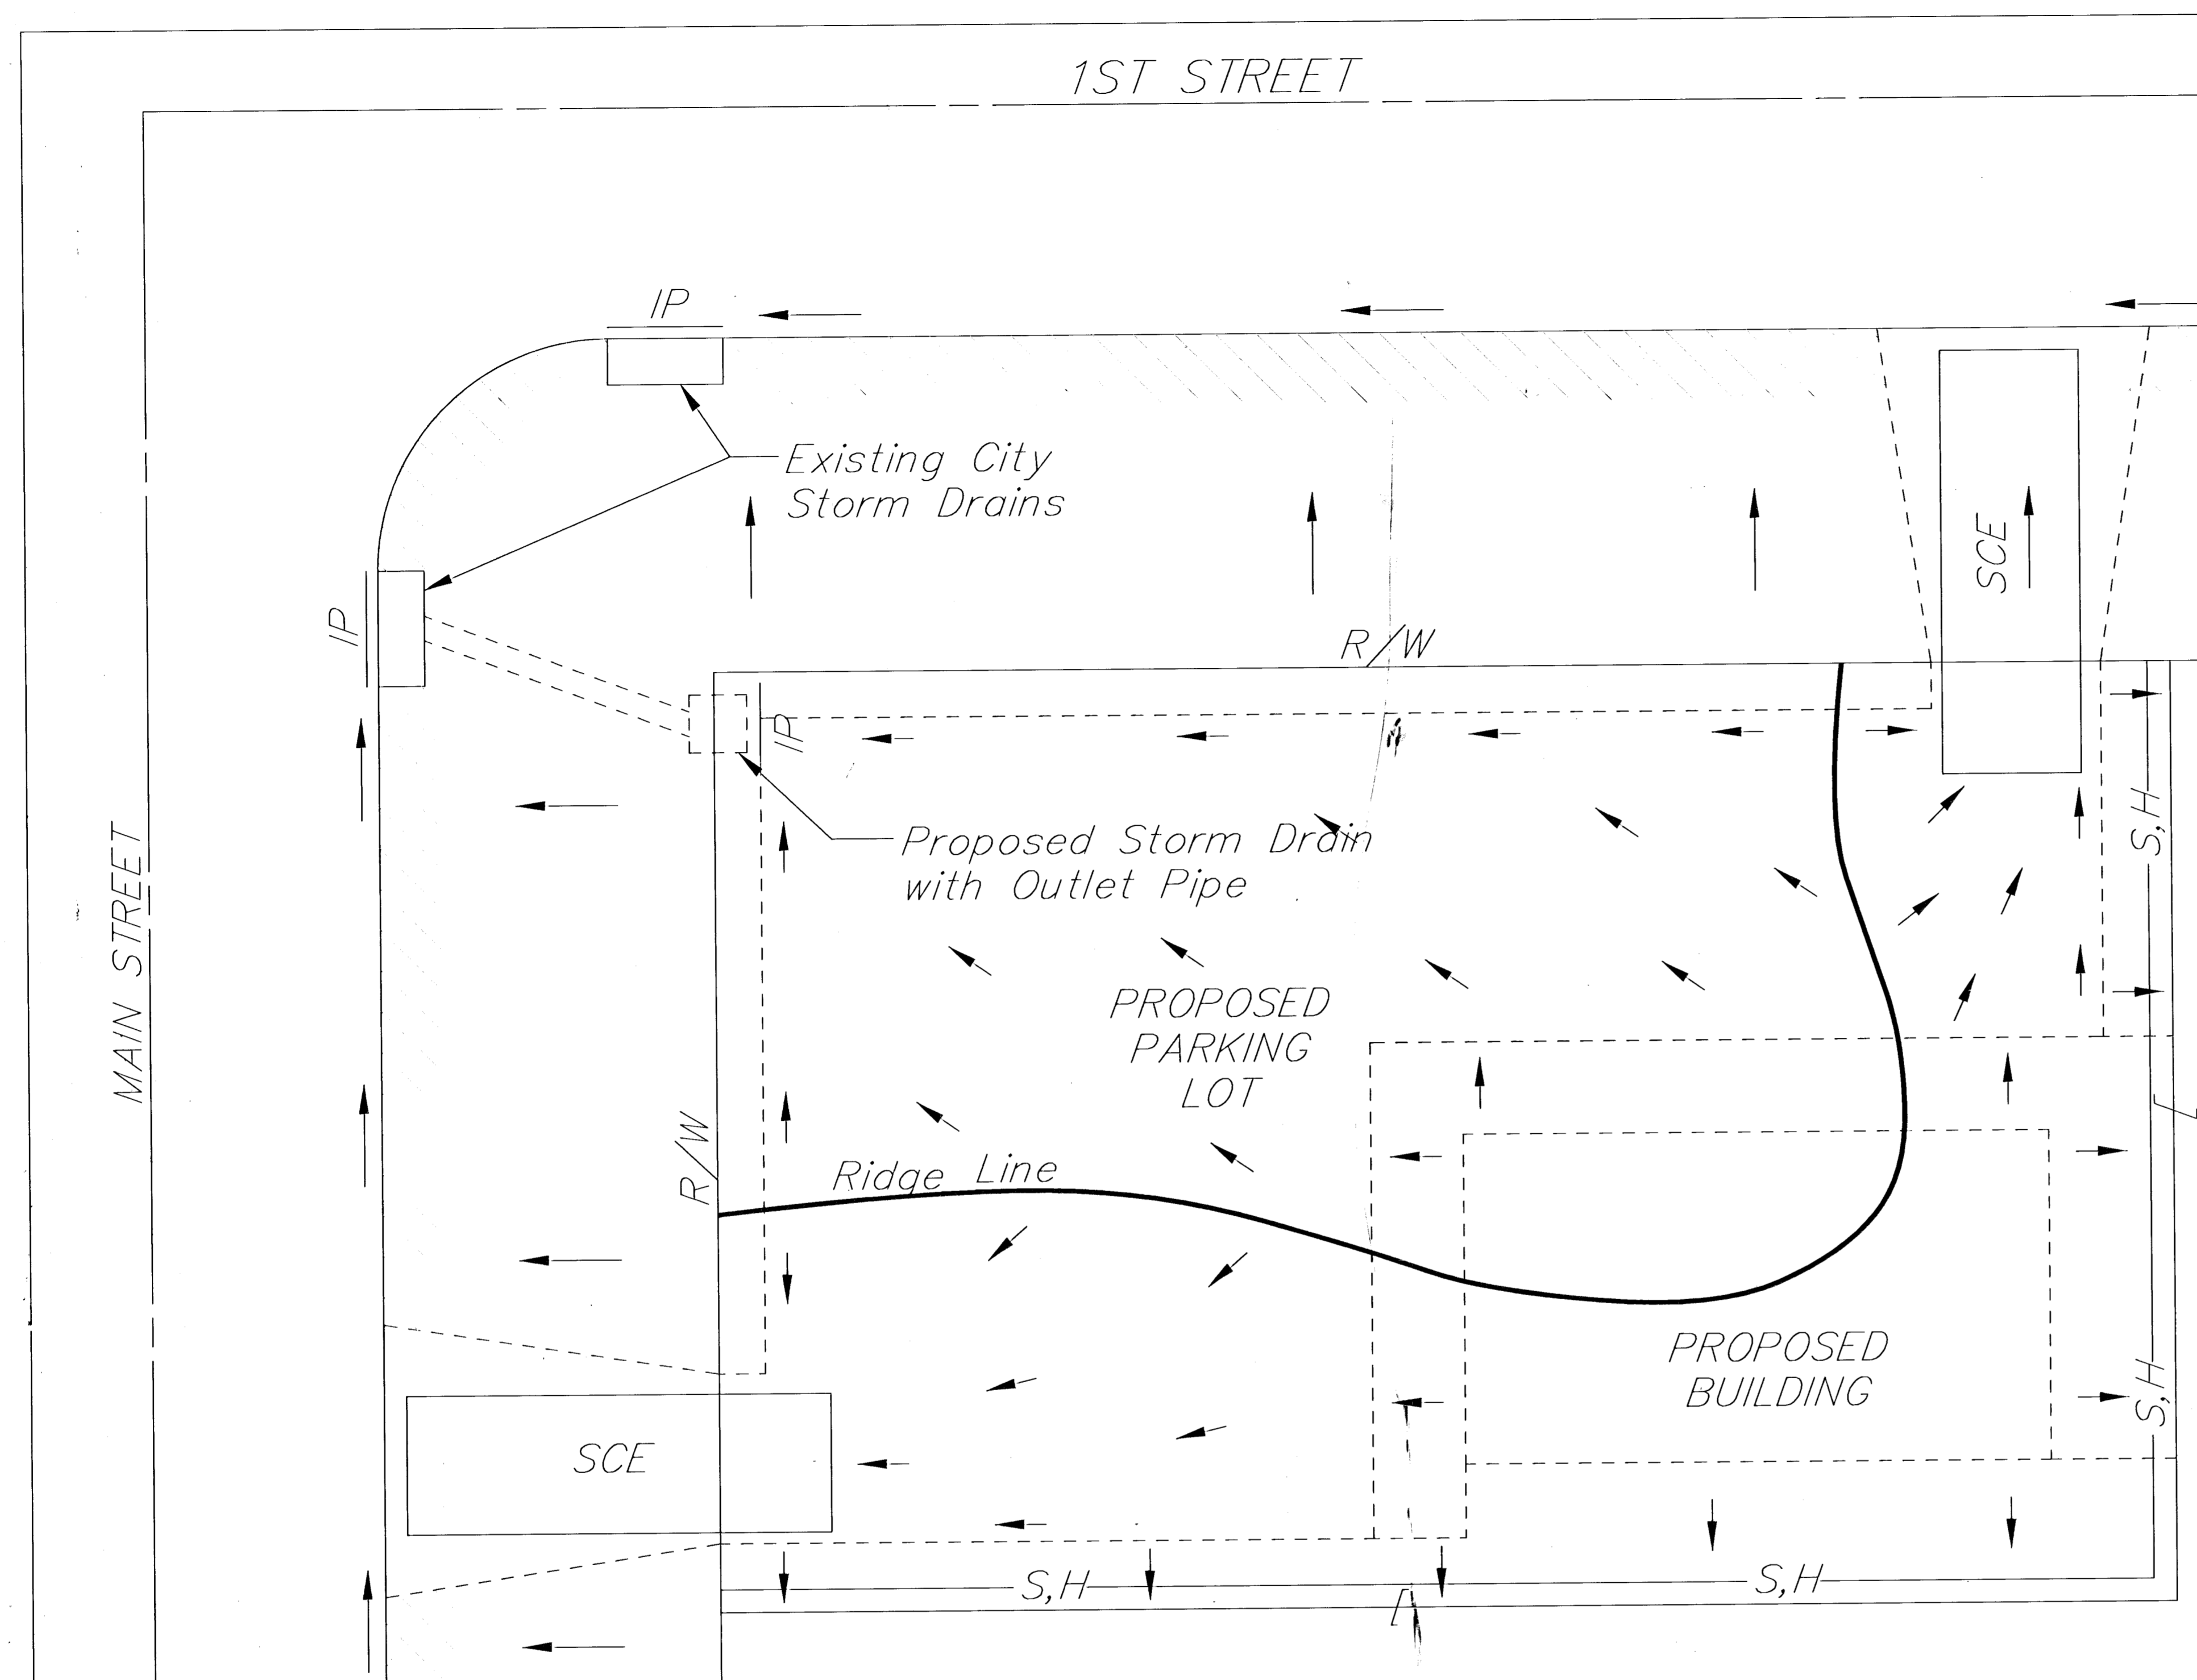 1ST STREET
IP
Existing City
Storm Drains
SCE
IP
R/W
IP
S,H
Proposed Storm Drain
with Outlet Pipe
MAIN STREET
PROPOSED
PARKING
LOT
R/W
Ridge Line
PROPOSED
BUILDING
S,H
SCE
S,H
S,H